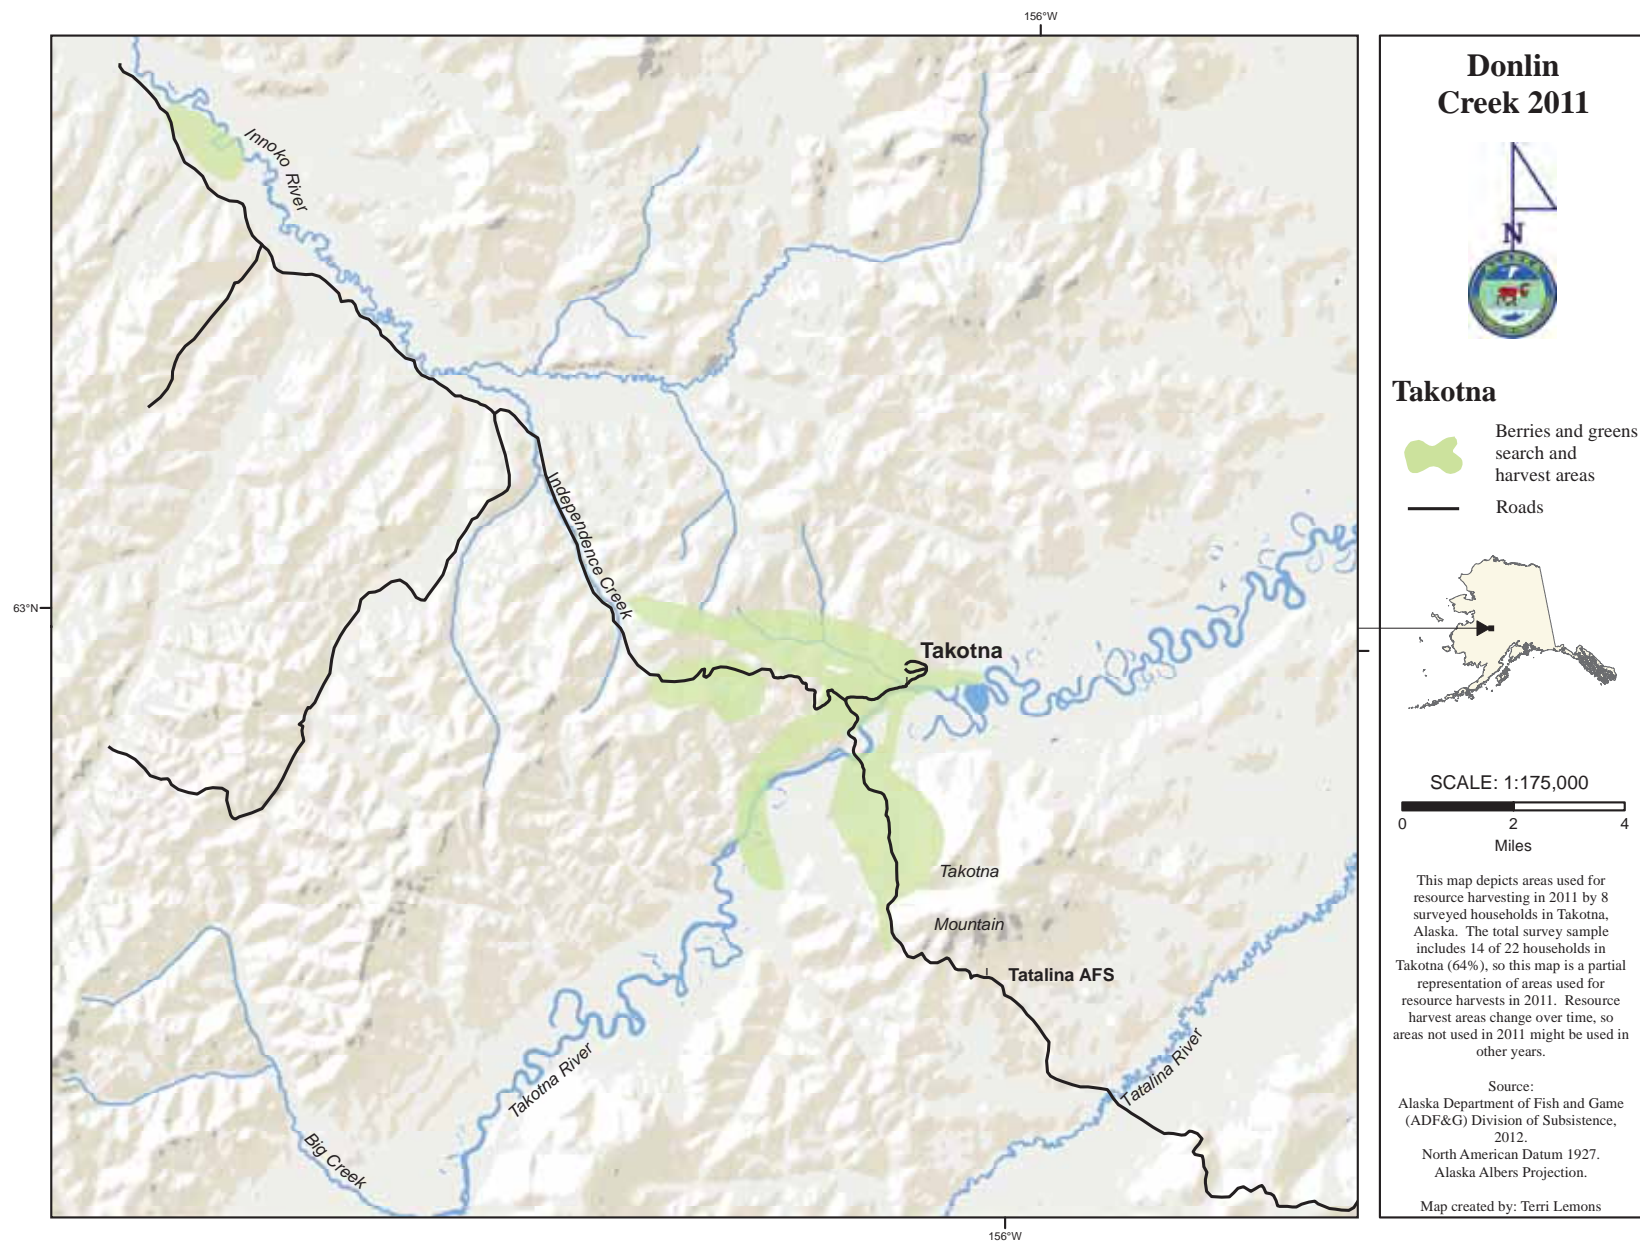 156°W
Innoko River
Independence Creek
63°N
Takotna
Takotna
Mountain
Tatalina AFS
Tatalina River
Takotna River
Big Creek
156°W
Donlin
Creek 2011
N
Takotna
Berries and greens
search and
harvest areas
Roads
SCALE: 1:175,000
0 2 4
Miles
This map depicts areas used for
resource harvesting in 2011 by 8
surveyed households in Takotna,
Alaska. The total survey sample
includes 14 of 22 households in
Takotna (64%), so this map is a partial
representation of areas used for
resource harvests in 2011. Resource
harvest areas change over time, so
areas not used in 2011 might be used in
other years.
Source:
Alaska Department of Fish and Game
(ADF&G) Division of Subsistence,
2012.
North American Datum 1927.
Alaska Albers Projection.
Map created by: Terri Lemons